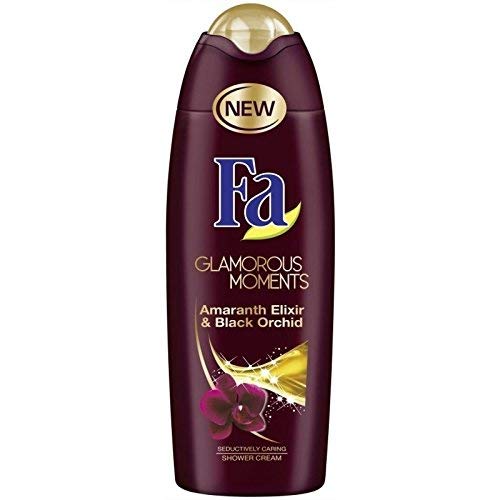 NEW
Fa
GLAMOROUS
MOMENTS
Amaranth Elixir
& Black Orchid
SEDUCTIVELY CARING
SHOWER CREAM